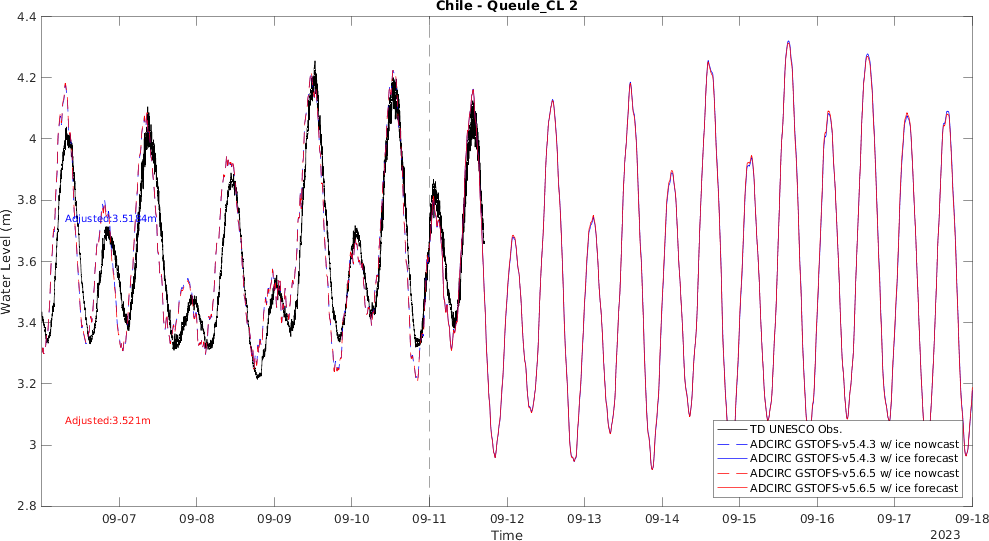 Chile - Queule_CL 2
4.4
4.2
4
3.8
3.6
3.4
3.2
3
2.8
Water Level (m)
Adjusted:3.5184m
Adjusted:3.521m
TD UNESCO Obs.
ADCIRC GSTOFS-v5.4.3 w/ ice nowcast
ADCIRC GSTOFS-v5.4.3 w/ ice forecast
ADCIRC GSTOFS-v5.6.5 w/ ice nowcast
ADCIRC GSTOFS-v5.6.5 w/ ice forecast
09-07 09-08 09-09 09-10 09-11 09-12 09-13 09-14 09-15 09-16 09-17 09-18
Time
2023